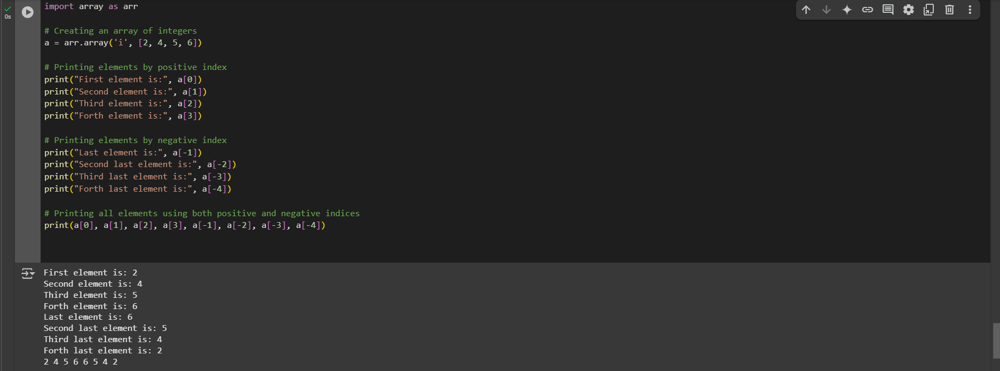 import array as arr
0s
# Creating an array of integers
a = arr.array('i', [2, 4, 5, 6])
# Printing elements by positive index
print("First element is:", a[0])
print("Second element is:", a[1])
print("Third element is:", a[2])
print("Forth element is:", a[3])
# Printing elements by negative index
print("Last element is:", a[-1])
print("Second last element is:", a[-2])
print("Third last element is:", a[-3])
print("Forth last element is:", a[-4])
# Printing all elements using both positive and negative indices
print(a[0], a[1], a[2], a[3], a[-1], a[-2], a[-3], a[-4])
First element is: 2
Second element is: 4
Third element is: 5
Forth element is: 6
Last element is: 6
Second last element is: 5
Third last element is: 4
Forth last element is: 2
2 4 5 6 6 5 4 2